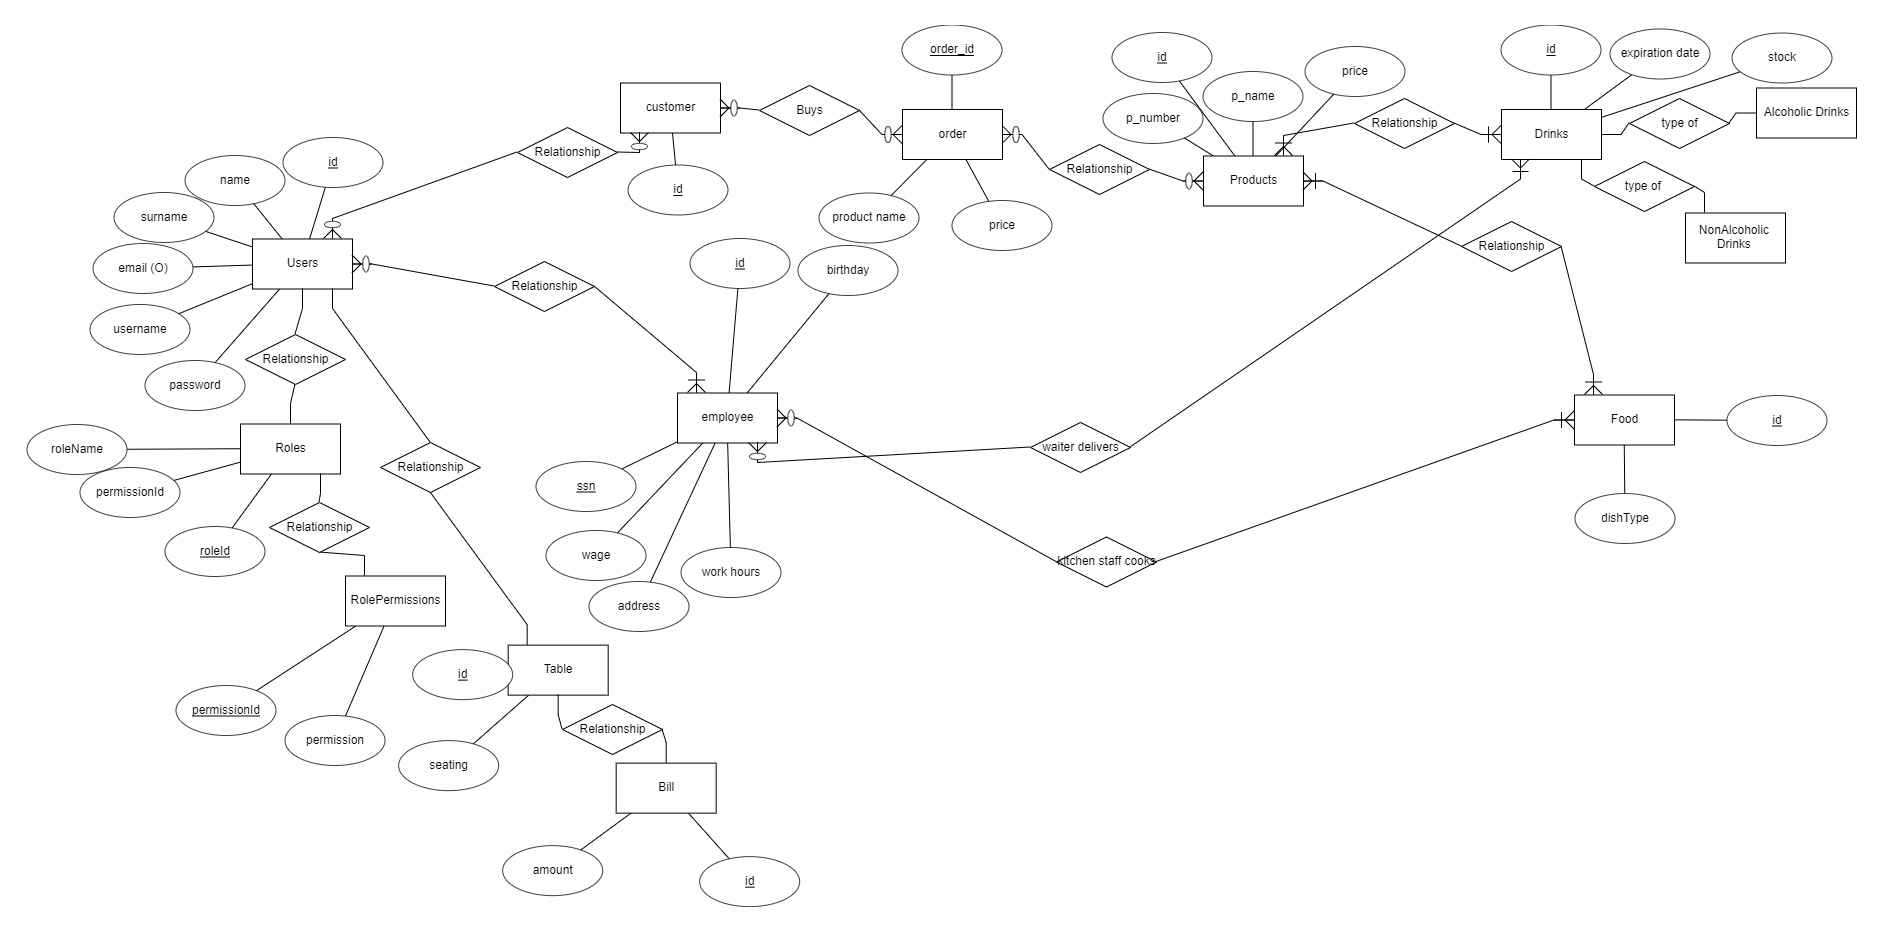 order_id
id
expiration date
stock
id
price
customer
Buys
p_name
p_number
order
Relationship
Drinks
type of
Alcoholic Drinks
Relationship
id
name
Relationship
Products
type of
id
surname
product name
price
NonAlcoholic
Drinks
Users
email (O)
id
birthday
Relationship
Relationship
username
Relationship
password
employee
Food
id
roleName
Roles
Relationship
waiter delivers
permissionId
ssn
dishType
Relationship
roleId
wage
work hours
kitchen staff cooks
RolePermissions
address
id
Table
permissionId
permission
Relationship
seating
Bill
amount
id